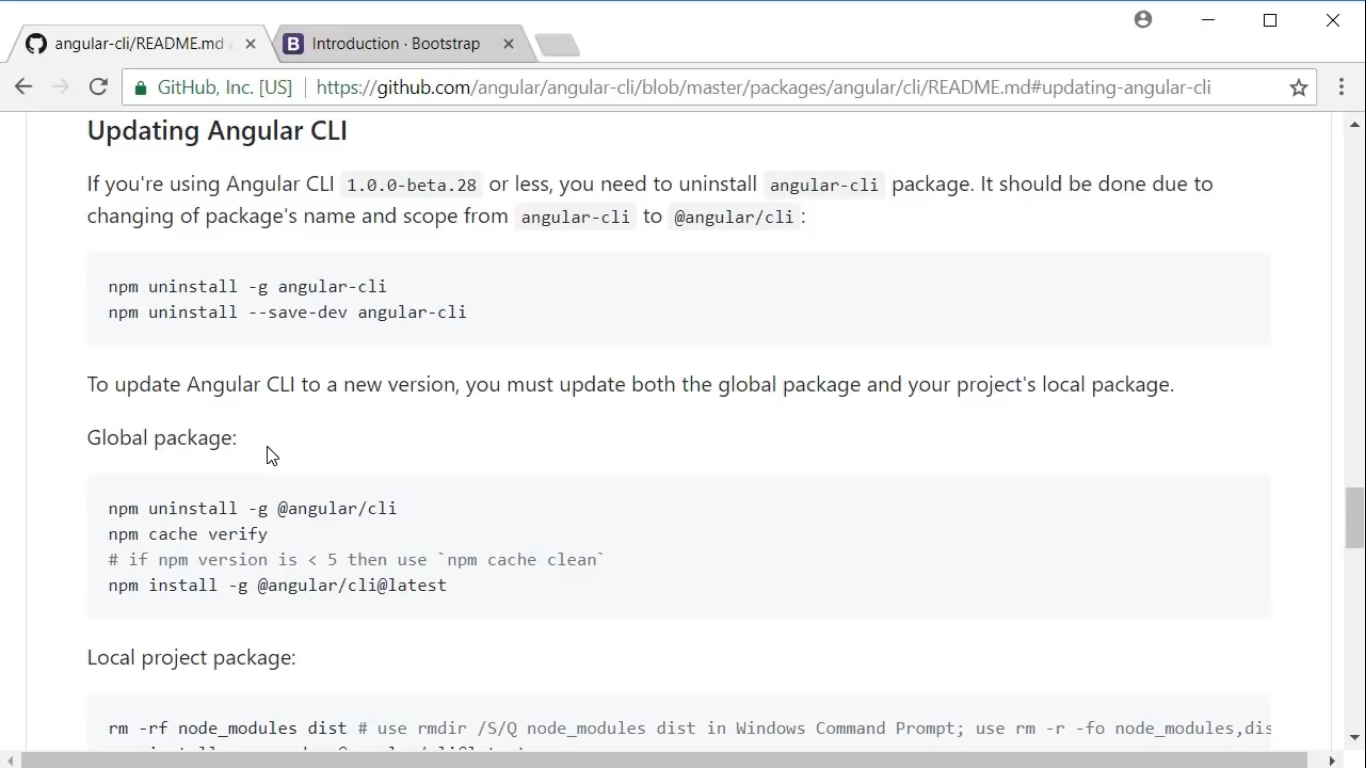 angular-cli/README.md
Introduction · Bootstrap
GitHub, Inc. [US]
https://github.com/angular/angular-cli/blob/master/packages/angular/cli/README.md#updating-angular-cli
Updating Angular CLI
If you're using Angular CLI 1.0.0-beta.28 or less, you need to uninstall angular-cli package. It should be done due to
changing of package's name and scope from angular-cli to @angular/cli:
npm uninstall -g angular-cli
npm uninstall --save-dev angular-cli
To update Angular CLI to a new version, you must update both the global package and your project's local package.
Global package:
npm uninstall -g @angular/cli
npm cache verify
# if npm version is < 5 then use `npm cache clean`
npm install -g @angular/cli@latest
Local project package:
rm -rf node_modules dist # use rmdir /S/Q node_modules dist in Windows Command Prompt; use rm -r -fo node_modules,dis